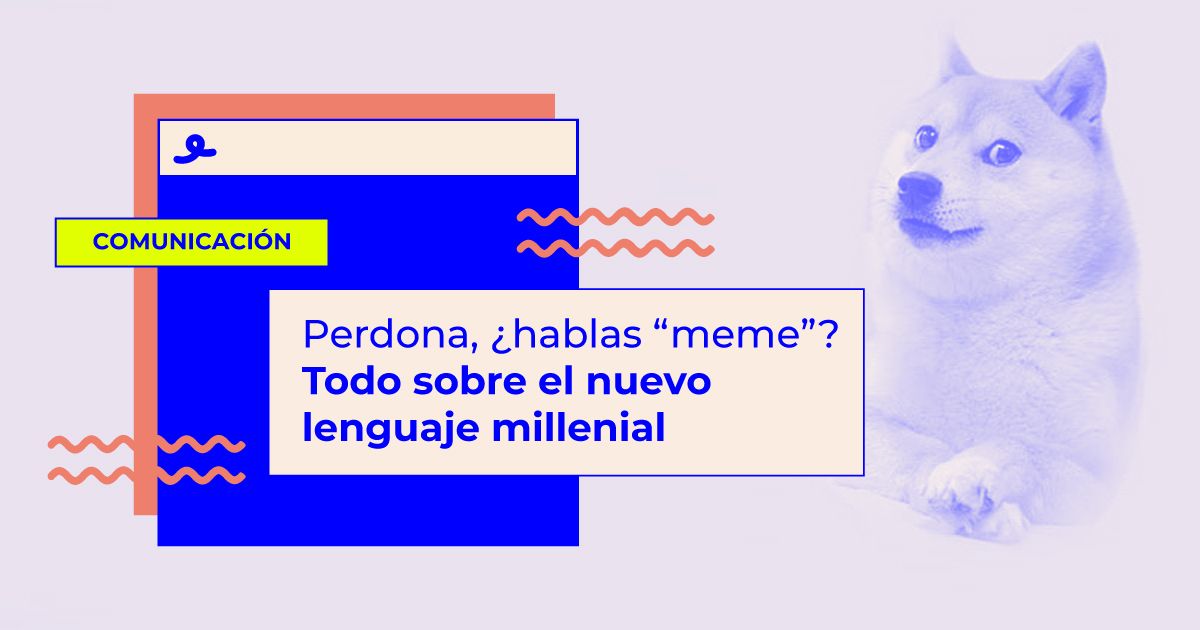 COMUNICACIÓN
Perdona, ¿hablas “meme”?
Todo sobre el nuevo
lenguaje millenial